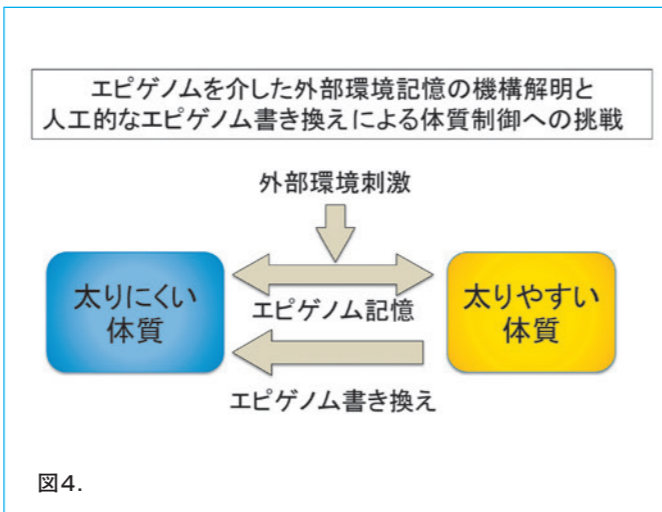 エピゲノムを介した外部環境記憶の機構解明と
人工的なエピゲノム書き換えによる体質制御への挑戦
外部環境刺激
太りにくい
体質
エピゲノム記憶
太りやすい
体質
エピゲノム書き換え
図4.